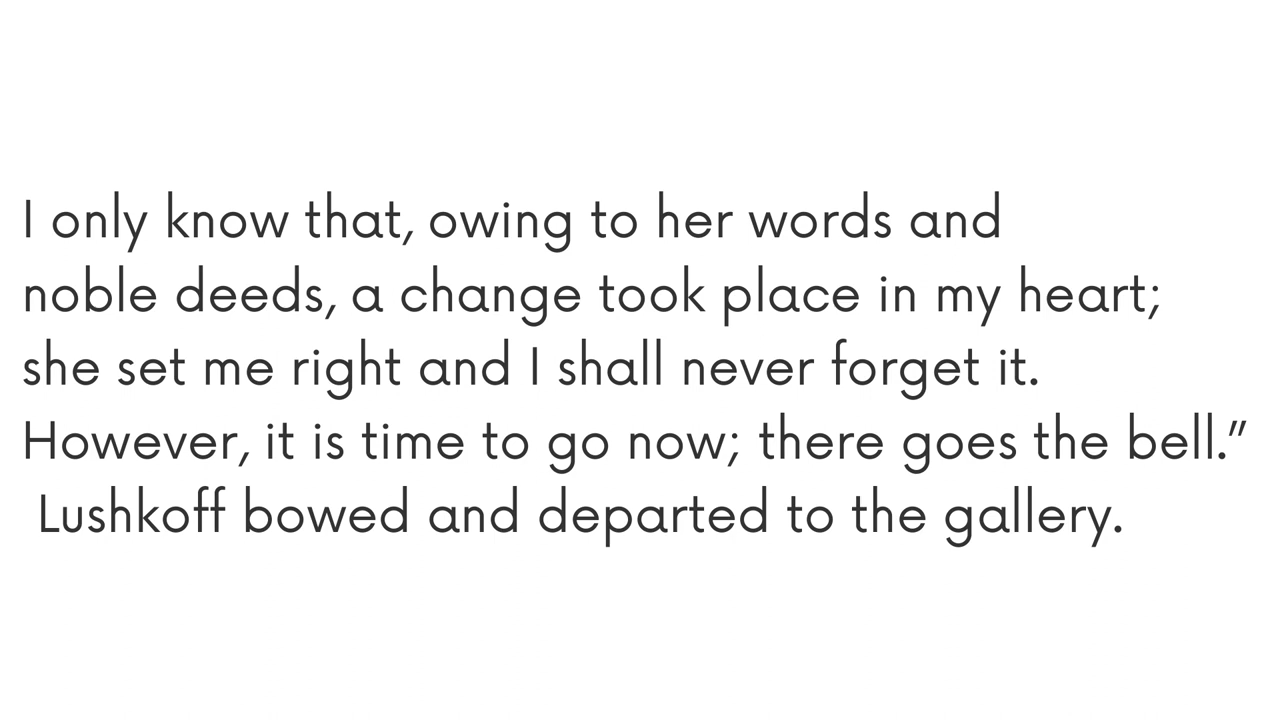 I only know that, owing to her words and
noble deeds, a change took place in my heart;
she set me right and I shall never forget it.
However, it is time to go now; there goes the bell.”
Lushkoff bowed and departed to the gallery.